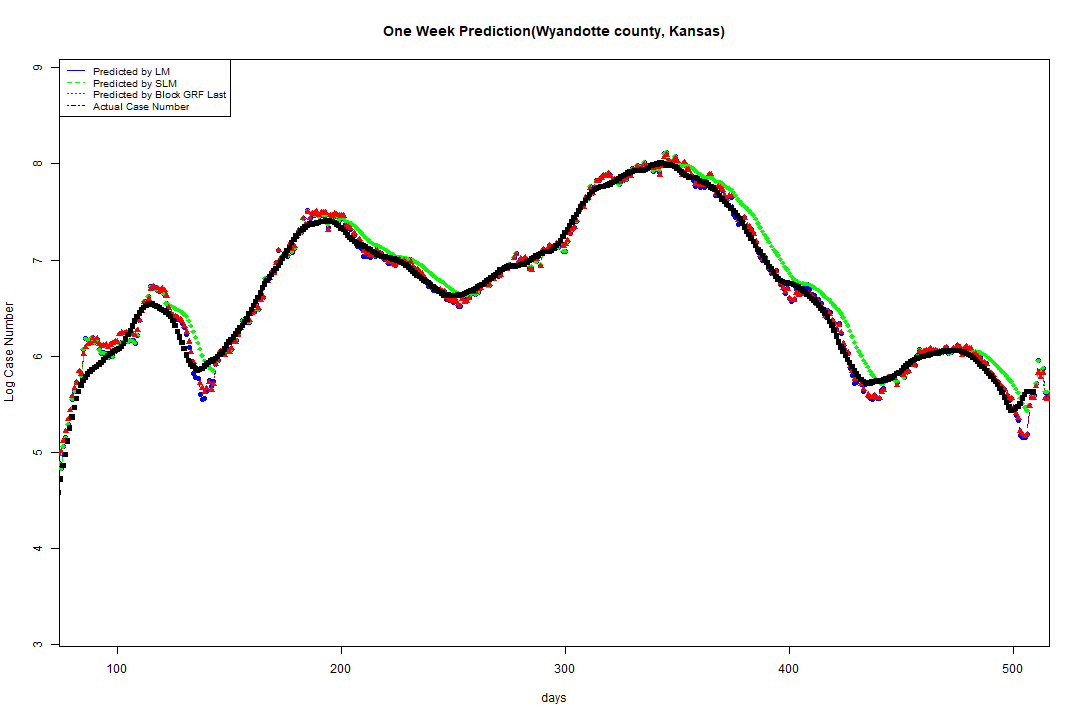 One Week Prediction(Wyandotte county, Kansas)
Predicted by LM
Predicted by SLM
Predicted by Block GRF Last
Actual Case Number
9
8
7
6
5
4
3
Log Case Number
100 200 300 400 500
days